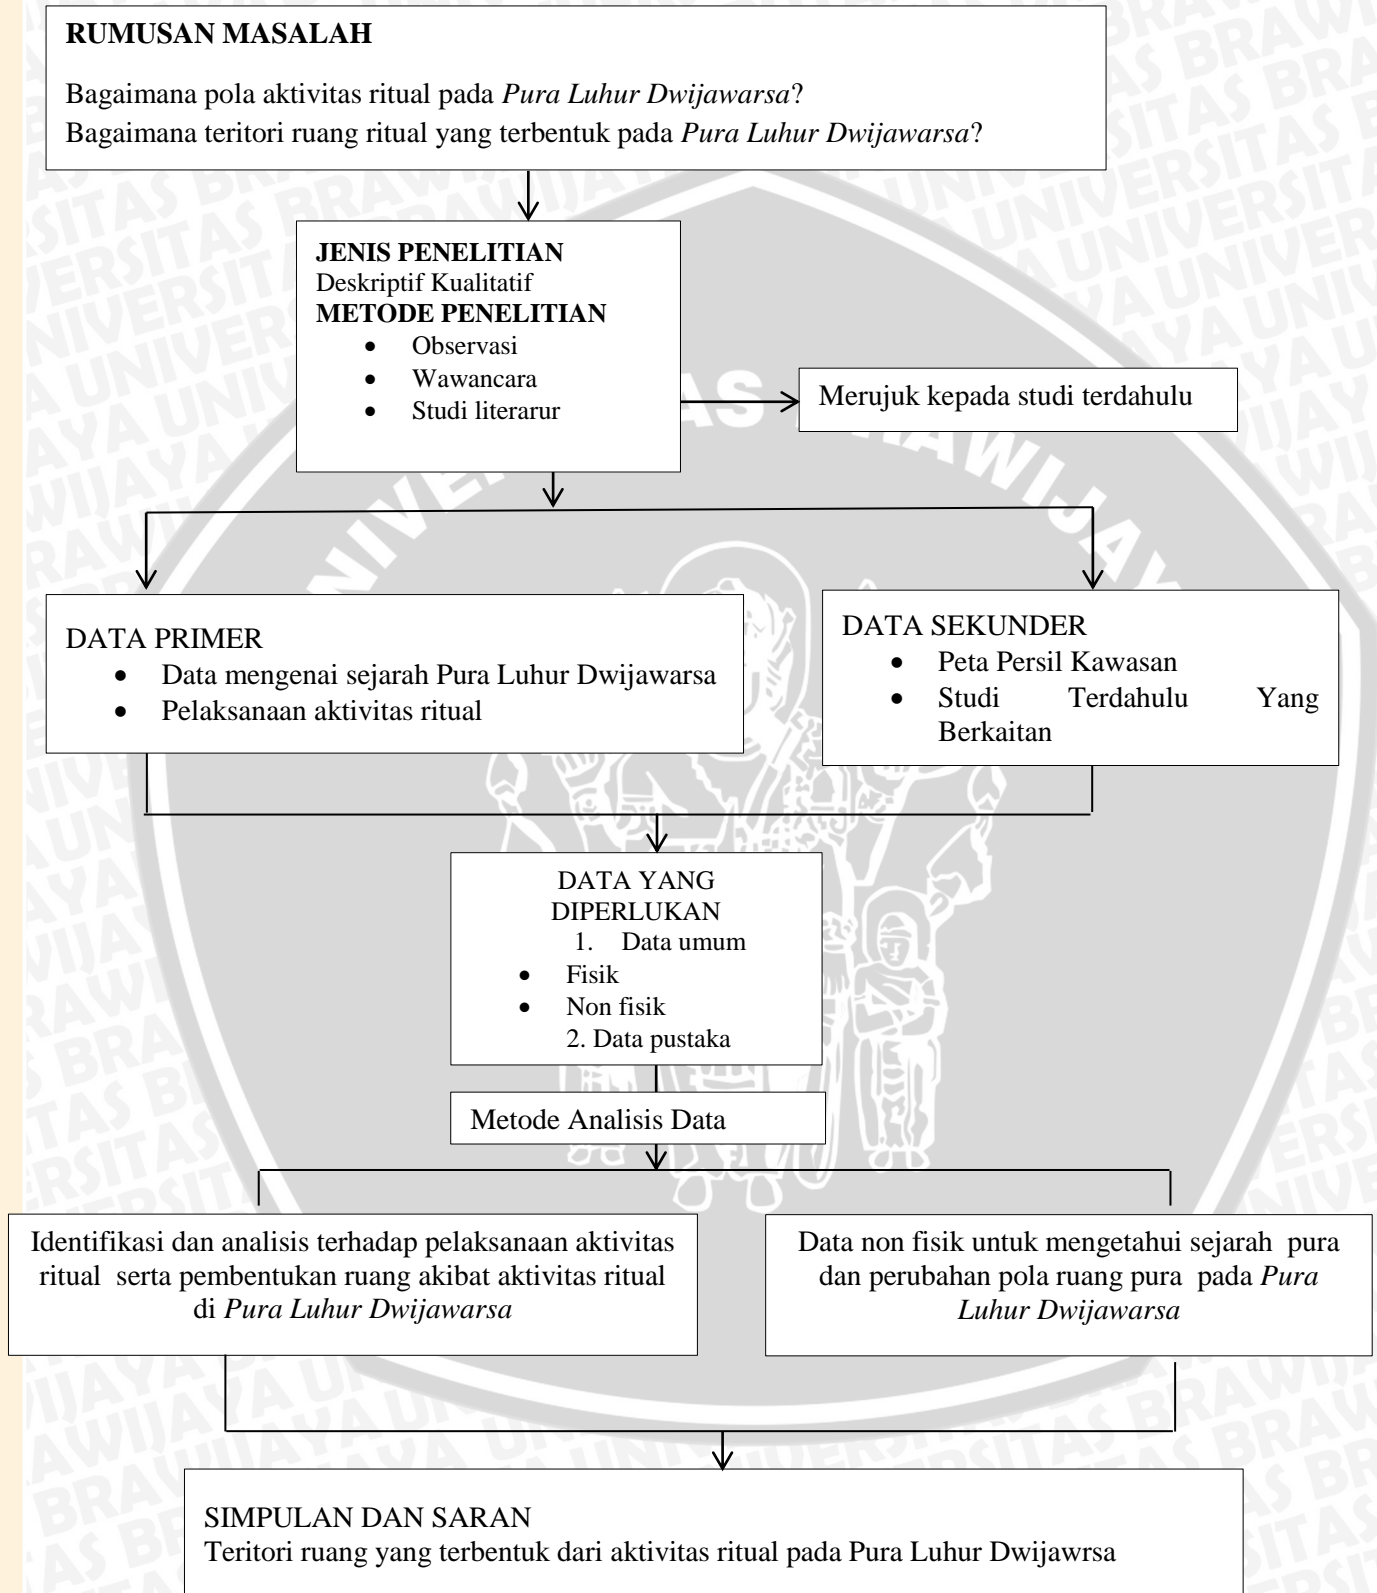 RUMUSAN MASALAH
Bagaimana pola aktivitas ritual pada Pura Luhur Dwijawarsa?
Bagaimana teritori ruang ritual yang terbentuk pada Pura Luhur Dwijawarsa?
JENIS PENELITIAN
Deskriptif Kualitatif
METODE PENELITIAN
• Observasi
• Wawancara
• Studi literarur
Merujuk kepada studi terdahulu
DATA PRIMER
• Data mengenai sejarah Pura Luhur Dwijawarsa
• Pelaksanaan aktivitas ritual
DATA SEKUNDER
• Peta Persil Kawasan
• Studi Terdahulu Yang
Berkaitan
DATA YANG
DIPERLUKAN
1. Data umum
• Fisik
• Non fisik
2. Data pustaka
Metode Analisis Data
Identifikasi dan analisis terhadap pelaksanaan aktivitas
ritual serta pembentukan ruang akibat aktivitas ritual
di Pura Luhur Dwijawarsa
Data non fisik untuk mengetahui sejarah pura
dan perubahan pola ruang pura pada Pura
Luhur Dwijawarsa
SIMPULAN DAN SARAN
Teritori ruang yang terbentuk dari aktivitas ritual pada Pura Luhur Dwijawrsa